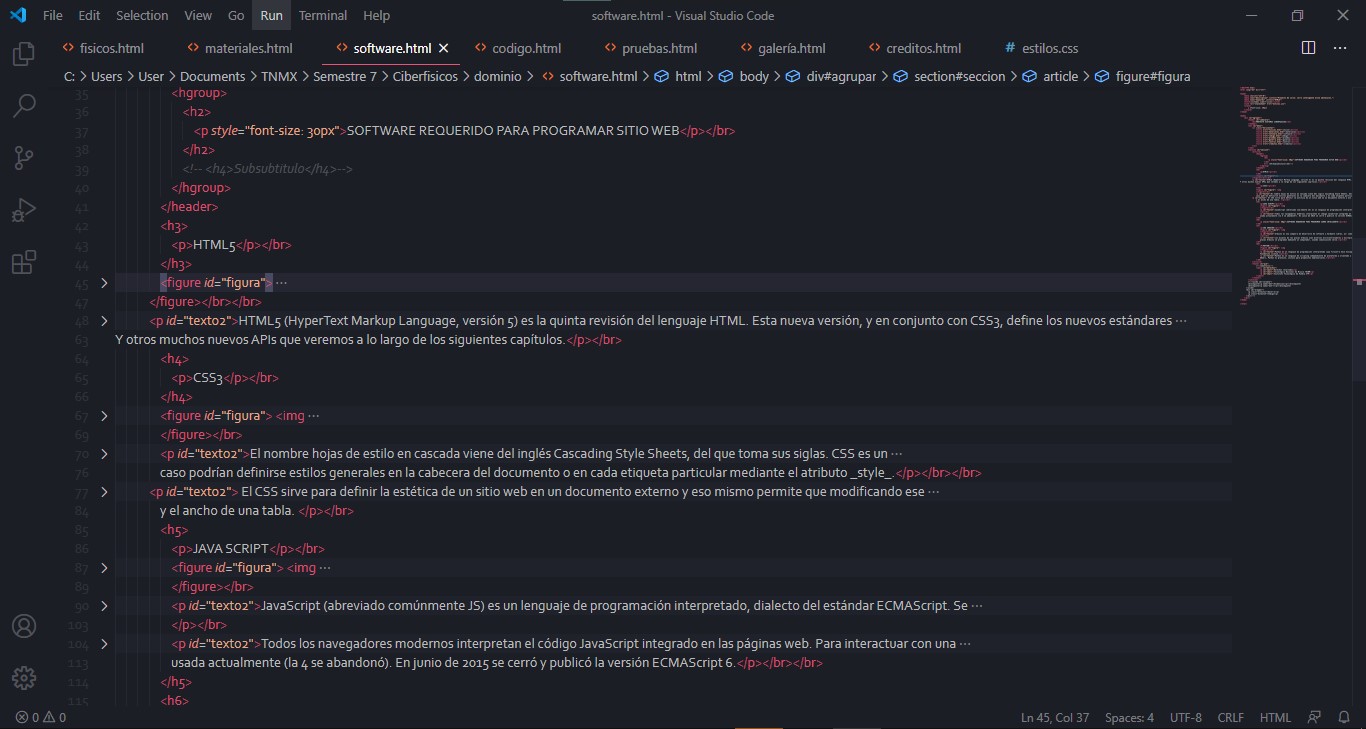 File Edit Selection View Go Run Terminal Help software.html - Visual Studio Code
fisicos.html materiales.html software.html codigo.html pruebas.html galería.html creditos.html # estilos.css
C: > Users > User > Documents > TNMX > Semestre 7 > Ciberfisicos > dominio > software.html > html > body > div#agrupar > section#seccion > article > figure#figura
35 <hgroup>
36 <h2>
37 <p style="font-size: 30px">SOFTWARE REQUERIDO PARA PROGRAMAR SITIO WEB</p></br>
38 </h2>
39 <!-- <h4>Subsubtitulo</h4>-->
40 </hgroup>
41 </header>
42 <h3>
43 <p>HTML5</p></br>
44 </h3>
45 <figure id="figura"> ...
47 </figure></br></br>
48 <p id="texto2">HTML5 (HyperText Markup Language, versión 5) es la quinta revisión del lenguaje HTML. Esta nueva versión, y en conjunto con CSS3, define los nuevos estándares ...
63 Y otros muchos nuevos APIs que veremos a lo largo de los siguientes capítulos.</p></br>
64 <h4>
65 <p>CSS3</p></br>
66 </h4>
67 <figure id="figura"> <img ...
69 </figure></br>
70 <p id="texto2">El nombre hojas de estilo en cascada viene del inglés Cascading Style Sheets, del que toma sus siglas. CSS es un ...
76 caso podrían definirse estilos generales en la cabecera del documento o en cada etiqueta particular mediante el atributo _style_.</p></br></br>
77 <p id="texto2"> El CSS sirve para definir la estética de un sitio web en un documento externo y eso mismo permite que modificando ese ...
84 y el ancho de una tabla. </p></br>
85 <h5>
86 <p>JAVA SCRIPT</p></br>
87 <figure id="figura"> <img ...
89 </figure></br>
90 <p id="texto2">JavaScript (abreviado comúnmente JS) es un lenguaje de programación interpretado, dialecto del estándar ECMAScript. Se ...
103 </p></br>
104 <p id="texto2">Todos los navegadores modernos interpretan el código JavaScript integrado en las páginas web. Para interactuar con una ...
113 usada actualmente (la 4 se abandonó). En junio de 2015 se cerró y publicó la versión ECMAScript 6.</p></br></br>
114 </h5>
115 <h6>
0 0 Ln 45, Col 37 Spaces: 4 UTF-8 CRLF HTML